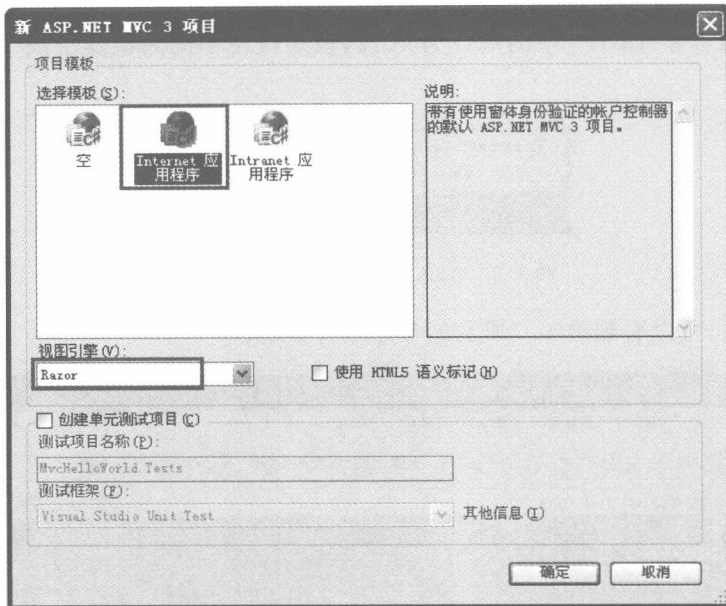 新 ASP.NET MVC 3 项目
项目模板
选择模板(S):
说明:
空
Internet 应
用程序
Intranet 应
用程序
带有使用窗体身份验证的帐户控制器
的默认 ASP.NET MVC 3 项目。
视图引擎(V):
Razor
使用 HTML5 语义标记(H)
创建单元测试项目(C)
测试项目名称(P):
MvcHelloWorld.Tests
测试框架(F):
Visual Studio Unit Test
其他信息(I)
确定
取消